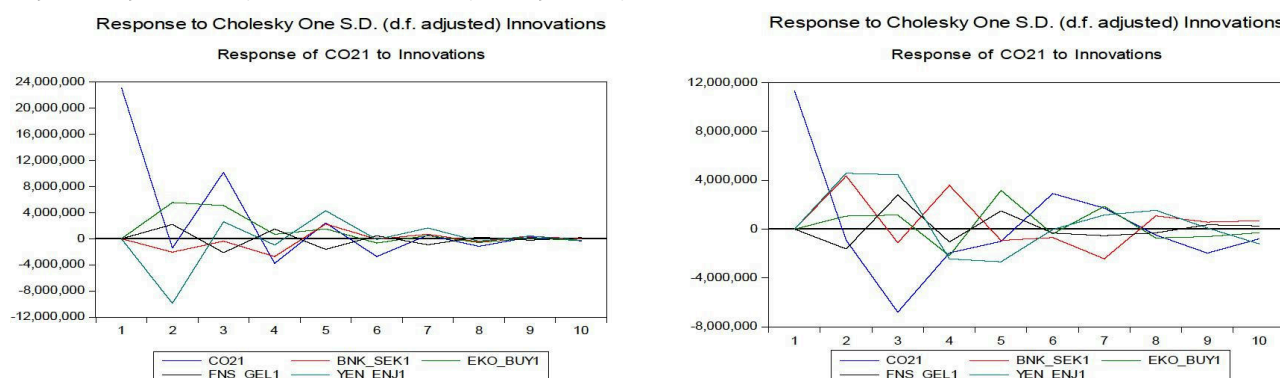 Response to Cholesky One S.D. (d.f. adjusted) Innovations
Response of CO21 to Innovations
24,000,000
20,000,000
16,000,000
12,000,000
8,000,000
4,000,000
0
-4,000,000
-8,000,000
-12,000,000
1 2 3 4 5 6 7 8 9 10
CO21 BNK_SEK1 EKO_BUY1
FNS_GEL1 YEN_ENJ1
Response to Cholesky One S.D. (d.f. adjusted) Innovations
Response of CO21 to Innovations
12,000,000
8,000,000
4,000,000
0
-4,000,000
-8,000,000
1 2 3 4 5 6 7 8 9 10
CO21 BNK_SEK1 EKO_BUY1
FNS_GEL1 YEN_ENJ1